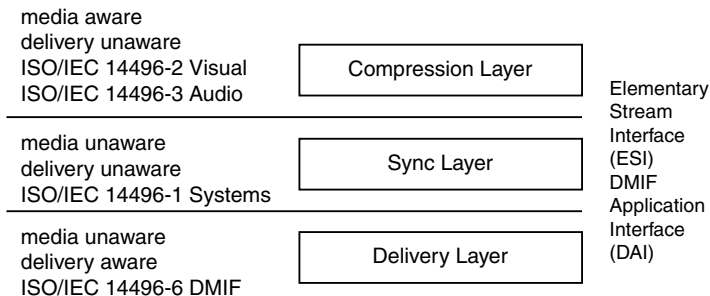 media aware
delivery unaware
ISO/IEC 14496-2 Visual
ISO/IEC 14496-3 Audio
Compression Layer
media unaware
delivery unaware
ISO/IEC 14496-1 Systems
Sync Layer
media unaware
delivery aware
ISO/IEC 14496-6 DMIF
Delivery Layer
Elementary
Stream
Interface
(ESI)
DMIF
Application
Interface
(DAI)